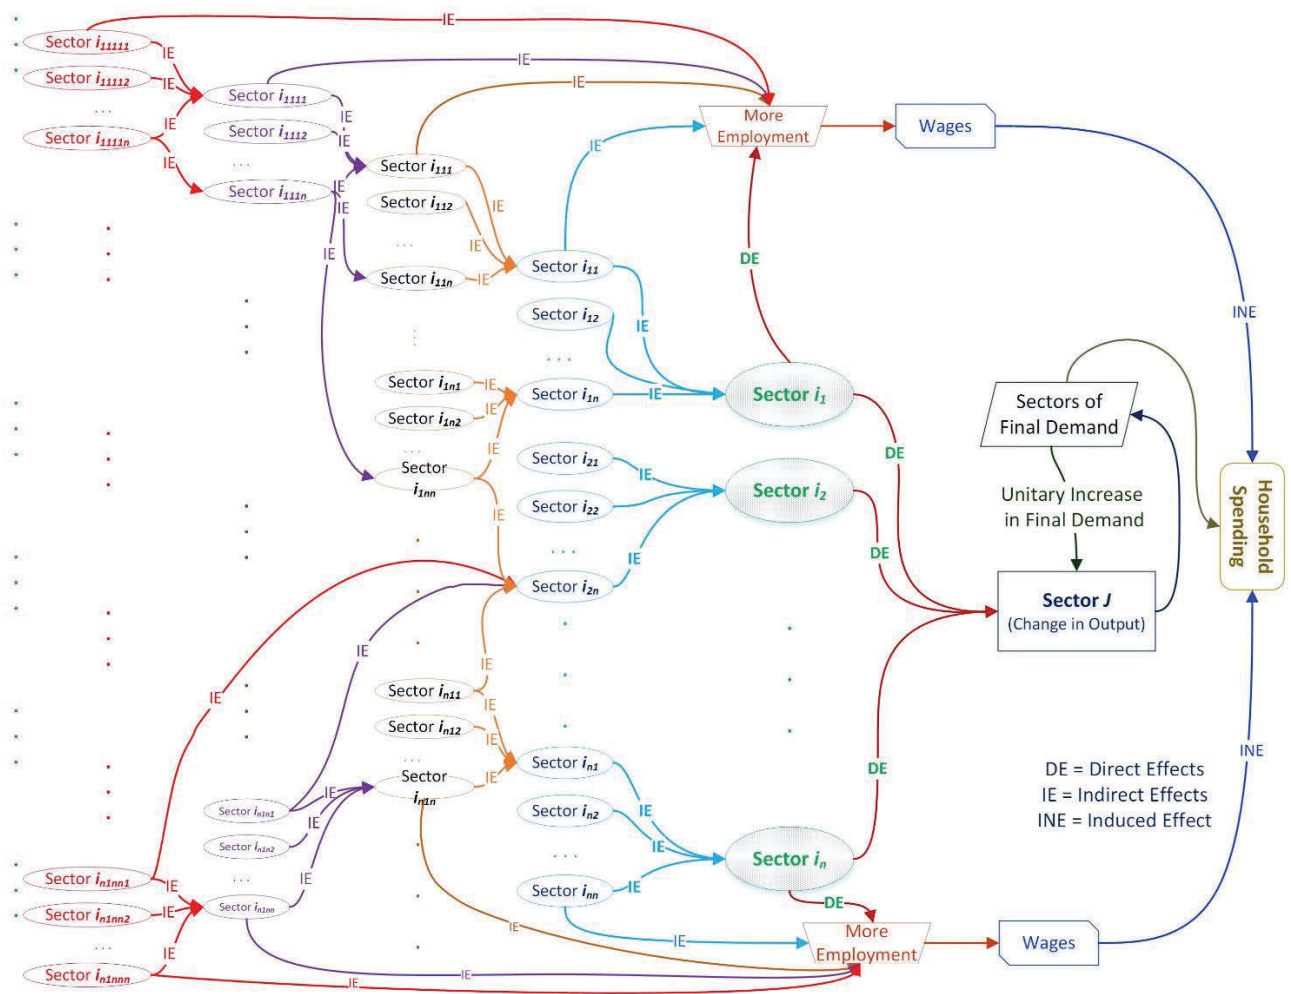 IE
Sector i11111
IE
Sector i11112
IE
...
IE
Sector i1111n
IE
IE
Sector i1111
IE
Sector i1112
IE
...
IE
Sector i111n
IE
IE
IE
Sector i111
IE
Sector i112
IE
...
Sector i11n
IE
IE
Sector i11
IE
Sector i12
...
Sector i1n
IE
Sector i1n1
IE
Sector i1n2
IE
...
IE
Sector i1nn
IE
Sector i21
IE
Sector i22
...
IE
Sector i2n
IE
IE
IE
Sector in11
IE
Sector in12
IE
...
Sector in1n
IE
Sector in1
IE
Sector in2
IE
...
Sector inn
IE
Sector in1n1
IE
Sector in1n2
IE
...
IE
Sector in1nn
Sector in1nn1
IE
Sector in1nn2
IE
...
IE
Sector in1nnn
IE
IE
IE
IE
Sector i1
Sector i2
Sector in
DE
DE
DE
DE
DE
More
Employment
Wages
INE
Sectors of
Final Demand
Unitary Increase
in Final Demand
Household
Spending
Sector J
(Change in Output)
INE
DE = Direct Effects
IE = Indirect Effects
INE = Induced Effect
More
Employment
Wages